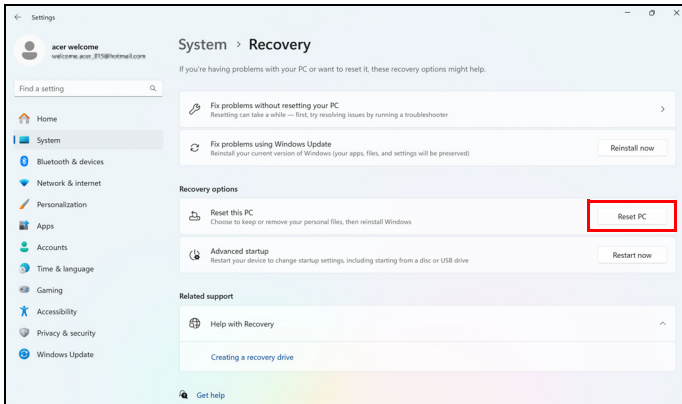 Settings
acer welcome
welcome.acer_815@hotmail.com
System > Recovery
If you're having problems with your PC or want to reset it, these recovery options might help.
Find a setting
Home
System
Bluetooth & devices
Network & internet
Personalization
Apps
Accounts
Time & language
Gaming
Accessibility
Privacy & security
Windows Update
Fix problems without resetting your PC
Resetting can take a while — first, try resolving issues by running a troubleshooter
Fix problems using Windows Update
Reinstall your current version of Windows (your apps, files, and settings will be preserved)
Reinstall now
Recovery options
Reset this PC
Choose to keep or remove your personal files, then reinstall Windows
Reset PC
Advanced startup
Restart your device to change startup settings, including starting from a disc or USB drive
Restart now
Related support
Help with Recovery
Creating a recovery drive
Get help